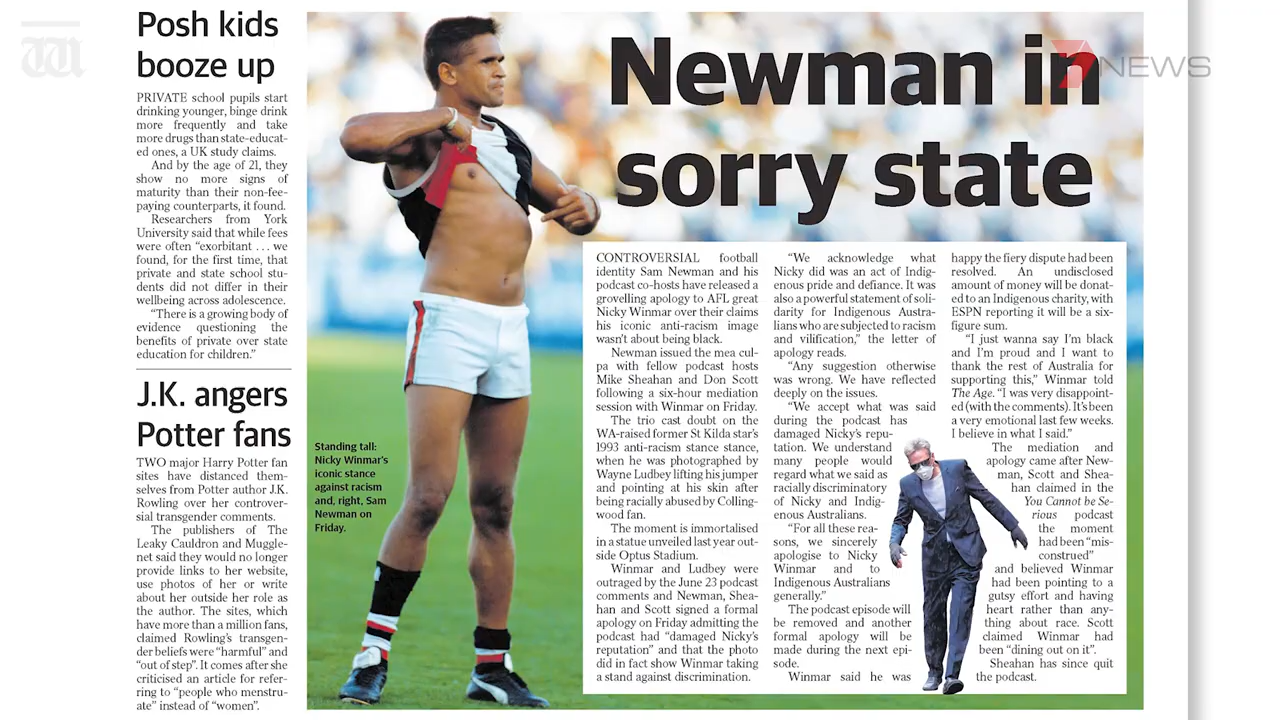 Posh kids
booze up
PRIVATE school pupils start
drinking younger, binge drink
more frequently and take
more drugs than state-educat-
ed ones, a UK study claims.
And by the age of 21, they
show no more signs of
maturity than their non-fee-
paying counterparts, it found.
Researchers from York
University said that while fees
were often “exorbitant . . . we
found, for the first time, that
private and state school stu-
dents did not differ in their
wellbeing across adolescence.
“There is a growing body of
evidence questioning the
benefits of private over state
education for children.”
J.K. angers
Potter fans
TWO major Harry Potter fan
sites have distanced them-
selves from Potter author J.K.
Rowling over her controver-
sial transgender comments.
The publishers of The
Leaky Cauldron and Muggle-
net said they would no longer
provide links to her website,
use photos of her or write
about her outside her role as
the author. The sites, which
have more than a million fans,
claimed Rowling’s transgen-
der beliefs were “harmful” and
“out of step”. It comes after she
criticised an article for refer-
ring to “people who menstru-
ate” instead of “women”.
Newman in
sorry state
7NEWS
Standing tall:
Nicky Winmar’s
iconic stance
against racism
and, right, Sam
Newman on
Friday.
CONTROVERSIAL football
identity Sam Newman and his
podcast co-hosts have released a
grovelling apology to AFL great
Nicky Winmar over their claims
his iconic anti-racism image
wasn’t about being black.
Newman issued the mea cul-
pa with fellow podcast hosts
Mike Sheahan and Don Scott
following a six-hour mediation
session with Winmar on Friday.
The trio cast doubt on the
WA-raised former St Kilda star’s
1993 anti-racism stance stance,
when he was photographed by
Wayne Ludbey lifting his jumper
and pointing at his skin after
being racially abused by Colling-
wood fans.
The moment is immortalised
in a statue unveiled last year out-
side Optus Stadium.
Winmar and Ludbey were
outraged by the June 23 podcast
comments and Newman, Shea-
han and Scott signed a formal
apology on Friday admitting the
podcast had “damaged Nicky’s
reputation” and that the photo
did in fact show Winmar taking
a stand against discrimination.
“We acknowledge what
Nicky did was an act of Indig-
enous pride and defiance. It was
also a powerful statement of soli-
darity for Indigenous Austra-
lians who are subjected to racism
and vilification,” the letter of
apology reads.
“Any suggestion otherwise
was wrong. We have reflected
deeply on the issues.
“We accept what was said
during the podcast has
damaged Nicky’s repu-
tation. We understand
many people would
regard what we said as
racially discriminatory
of Nicky and Indig-
enous Australians.
“For all these rea-
sons, we sincerely
apologise to Nicky
Winmar and to
Indigenous Australians
generally.”
The podcast episode will
be removed and another
formal apology will be
made during the next epi-
sode.
Winmar said he was
happy the fiery dispute had been
resolved. An undisclosed
amount of money will be donat-
ed to an Indigenous charity, with
ESPN reporting it will be a six-
figure sum.
“I just wanna say I’m black
and I’m proud and I want to
thank the rest of Australia for
supporting this,” Winmar told
The Age. “I was very disappoint-
ed (with the comments). It’s been
a very emotional last few weeks.
I believe in what I said.”
The mediation and
apology came after New-
man, Scott and Shea-
han claimed in the
You Cannot be Se-
rious podcast
the moment
had been “mis-
construed”
and believed Winmar
had been pointing to a
gutsy effort and having
heart rather than any-
thing about race. Scott
claimed Winmar had
been “dining out on it”.
Sheahan has since quit
the podcast.